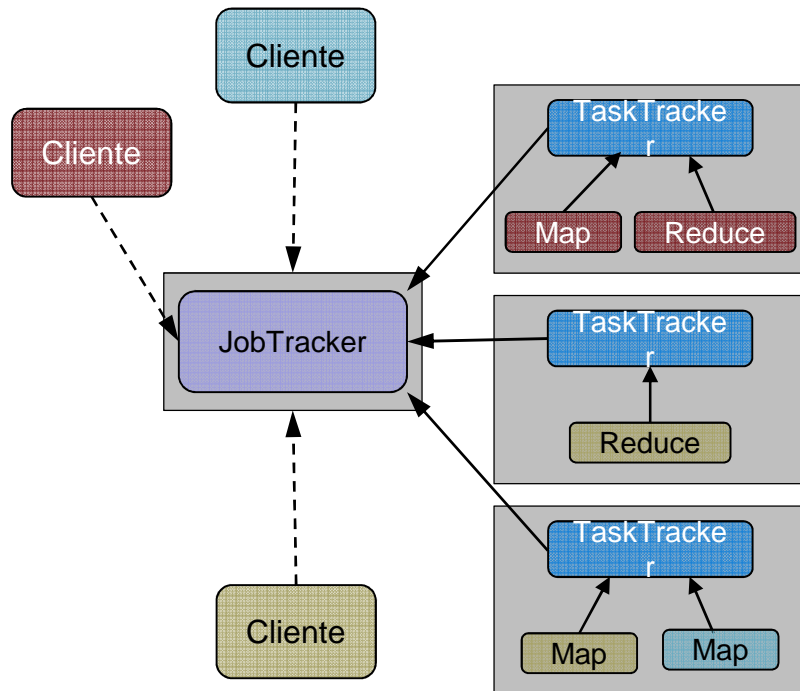 Cliente
Cliente
TaskTracke
r
Map
Reduce
JobTracker
TaskTracke
r
Reduce
Cliente
TaskTracke
r
Map
Map